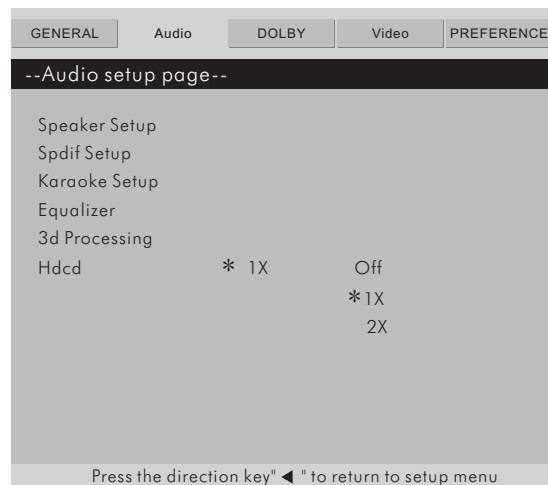 GENERAL Audio DOLBY Video PREFERENCE
--Audio setup page--
Speaker Setup
Spdif Setup
Karaoke Setup
Equalizer
3d Processing
Hdcd * 1X Off
* 1X
2X
Press the direction key" ◀ " to return to setup menu